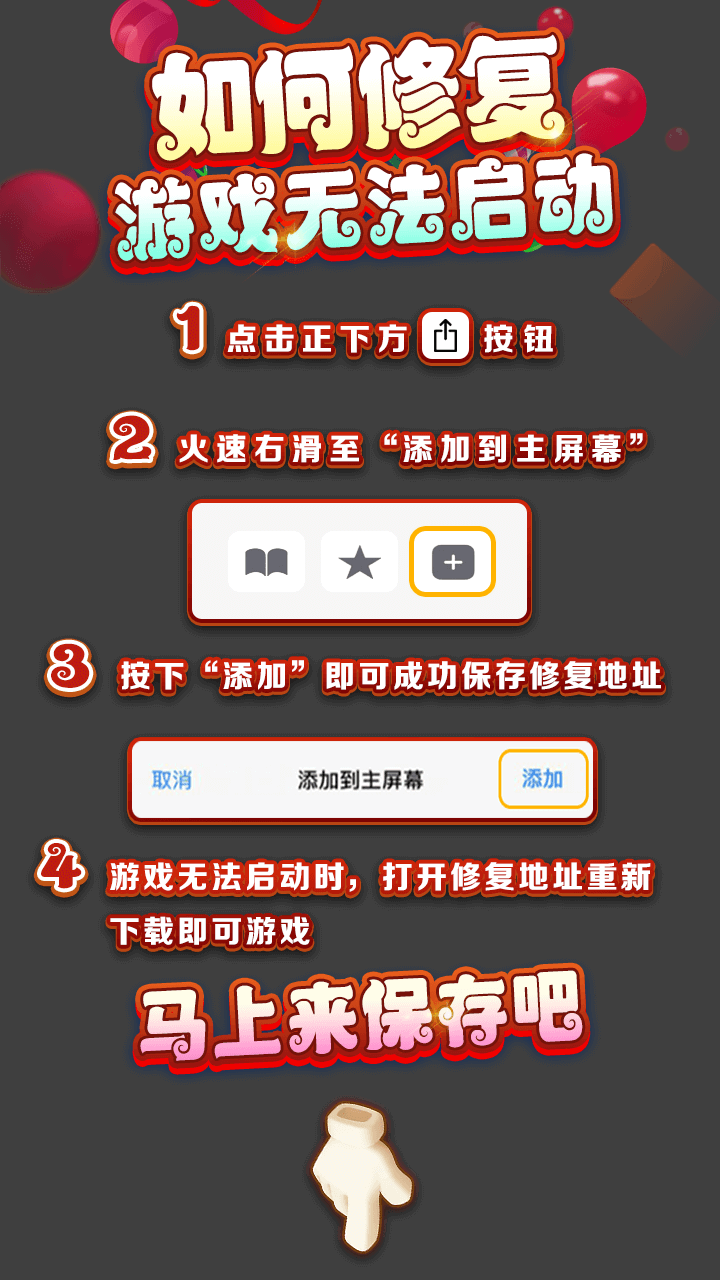 如何修复
游戏无法启动
1 点击正下方 按钮
2 火速右滑至“添加到主屏幕”
3 按下“添加”即可成功保存修复地址
取消 添加到主屏幕 添加
4 游戏无法启动时，打开修复地址重新
下载即可游戏
马上来保存吧